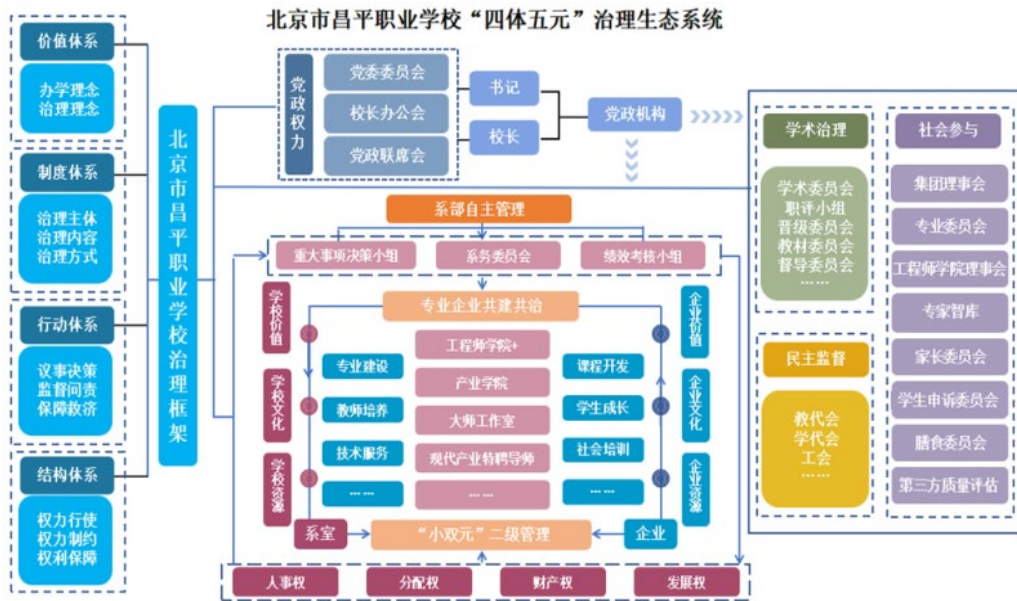 北京市昌平职业学校“四体五元”治理生态系统
价值体系
办学理念
治理理念
制度体系
治理主体
治理内容
治理方式
行动体系
议事决策
监督问责
保障救济
结构体系
权力行使
权力制约
权利保障
北京市昌平职业学校治理框架
党政权力
党委委员会
校长办公会
党政联席会
书记
校长
党政机构
系部自主管理
重大事项决策小组
系务委员会
绩效考核小组
专业企业共建共治
学校价值
学校文化
学校资源
专业建设
教师培养
技术服务
……
工程师学院+
产业学院
大师工作室
现代产业特聘导师
……
课程开发
学生成长
社会培训
……
企业价值
企业文化
企业资源
系室
“小双元”二级管理
企业
人事权
分配权
财产权
发展权
学术治理
学术委员会
职评小组
晋级委员会
教材委员会
督导委员会
……
民主监督
教代会
学代会
工会
……
社会参与
集团理事会
专业委员会
工程师学院理事会
专家智库
家长委员会
学生申诉委员会
膳食委员会
第三方质量评估